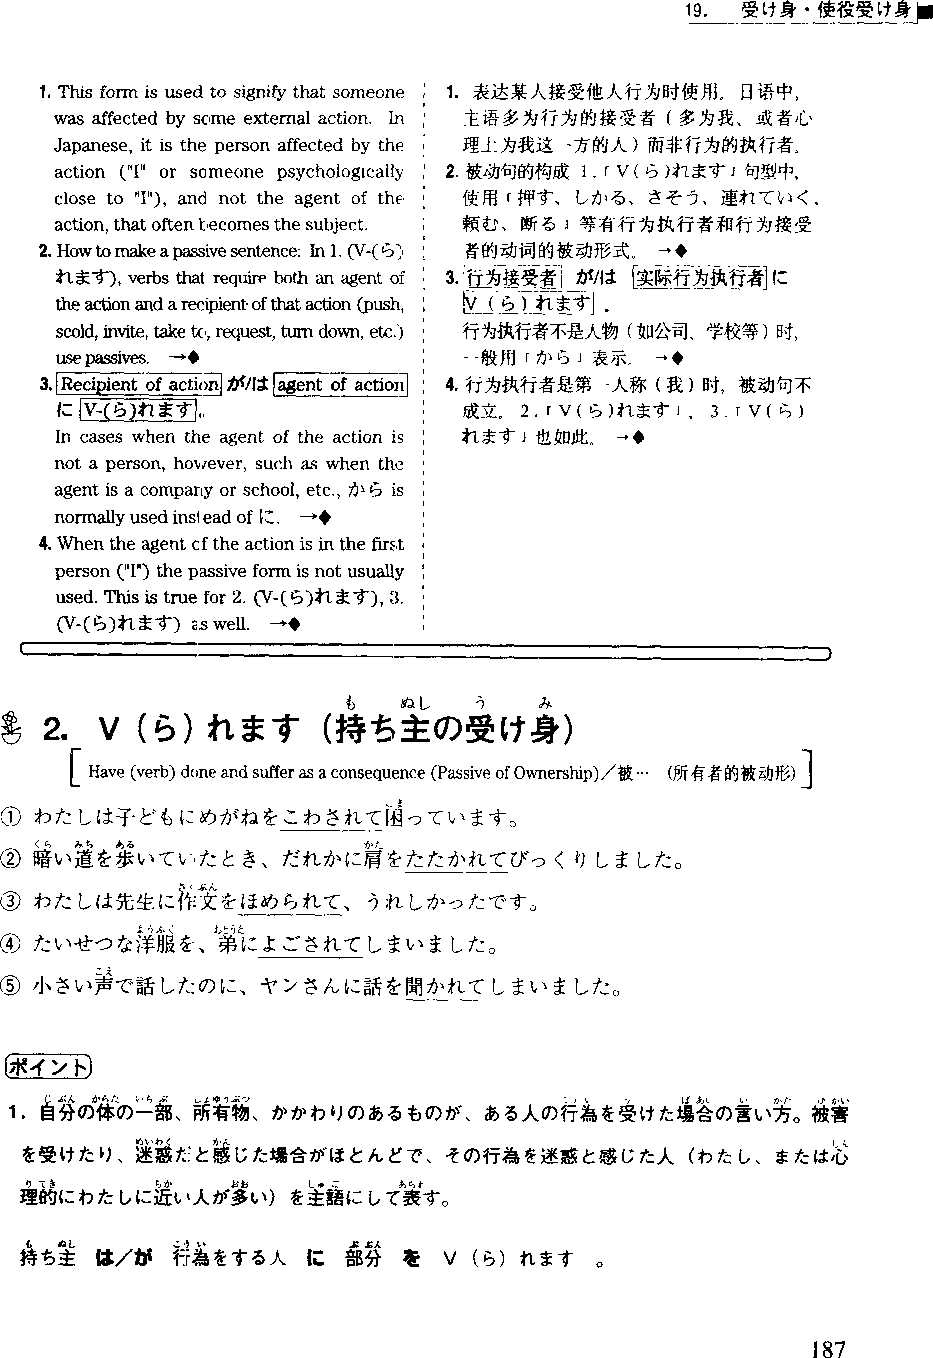 19. 受け身・使役受け身
1. This form is used to signify that someone
was affected by some external action. In
Japanese, it is the person affected by the
action ("I" or someone psychologically
close to "I"), and not the agent of the
action, that often becomes the subject.
2. How to make a passive sentence: In 1. (V-(ら)
れます), verbs that require both an agent of
the action and a recipient of that action (push,
scold, invite, take to, request, turn down, etc.)
use passives. →◆
3. Recipient of action が/は agent of action
に V-(ら)れます.
In cases when the agent of the action is
not a person, however, such as when the
agent is a company or school, etc., から is
normally used instead of に. →◆
4. When the agent of the action is in the first
person ("I") the passive form is not usually
used. This is true for 2. (V-(ら)れます), 3.
(V-(ら)れます) as well. →◆
1. 表达某人接受他人行为时使用。日语中，
主语多为行为的接受者（多为我、或者心
理上为我这一方的人）而非行为的执行者。
2. 被动句的构成 1.「V(ら)れます」句型中，
使用「押す、しかる、さそう、連れていく、
頼む、断る」等有行为执行者和行为接受
者的动词的被动形式。 →◆
3. 行为接受者 が/は 实际行为执行者 に
V（ら）れます．
行为执行者不是人物（如公司、学校等）时，
一般用「から」表示。 →◆
4. 行为执行者是第一人称（我）时，被动句不
成立。2.「V(ら)れます」，3.「V(ら)
れます」也如此。 →◆
2. V（ら）れます（持ち主の受け身）
[Have (verb) done and suffer as a consequence (Passive of Ownership)／被…（所有者的被动形）]
① わたしは子どもにめがねをこわされて困っています。
② 暗い道を歩いていたとき、だれかに肩をたたかれてびっくりしました。
③ わたしは先生に作文をほめられて、うれしかったです。
④ たいせつな洋服を、弟によごされてしまいました。
⑤ 小さい声で話したのに、ヤンさんに話を聞かれてしまいました。
ポイント
1. 自分の体の一部、所有物、かかわりのあるものが、ある人の行為を受けた場合の言い方。被害
を受けたり、迷惑だと感じた場合がほとんどで、その行為を迷惑と感じた人（わたし、または心
理的にわたしに近い人が多い）を主語にして表す。
持ち主 は／が 行為をする人 に 部分 を V（ら）れます 。
187